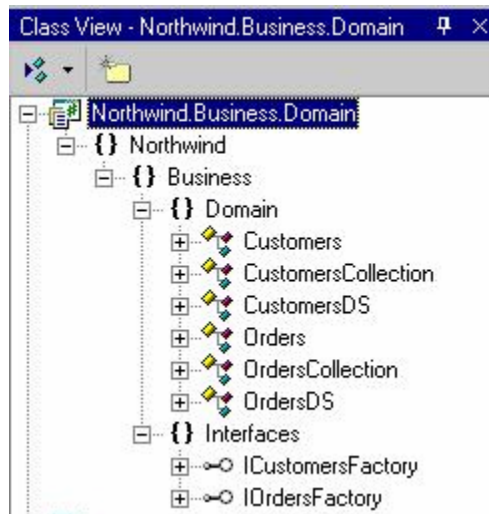 Class View - Northwind.Business.Domain
Northwind.Business.Domain
{} Northwind
{} Business
{} Domain
Customers
CustomersCollection
CustomersDS
Orders
OrdersCollection
OrdersDS
{} Interfaces
ICustomersFactory
IOrdersFactory